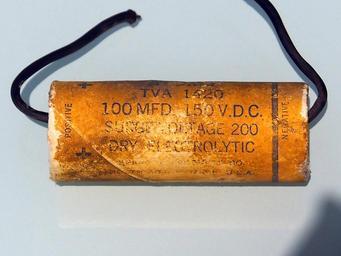 +
TVA 1420
100 MFD. 150 V.D.C.
SURGE VOLTAGE 200
DRY ELECTROLYTIC
U.S.A.
POSITIVE
+
NEGATIVE